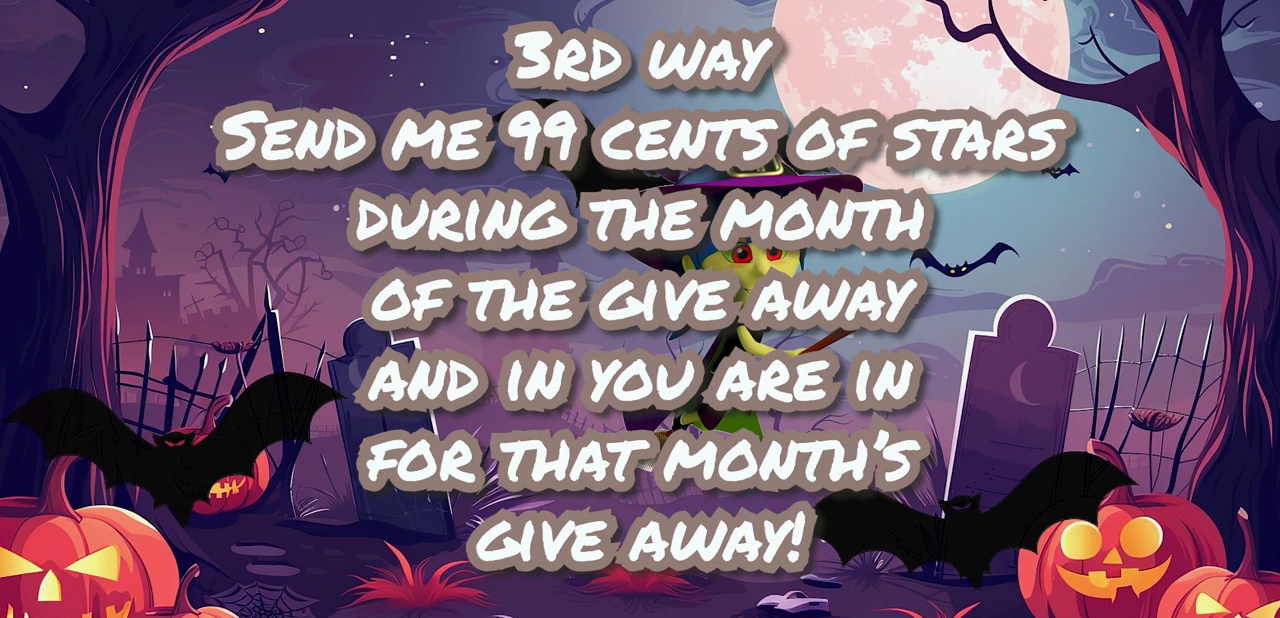 3rd way
Send me 99 cents of stars
during the month
of the give away
and in you are in
for that month's
give away!